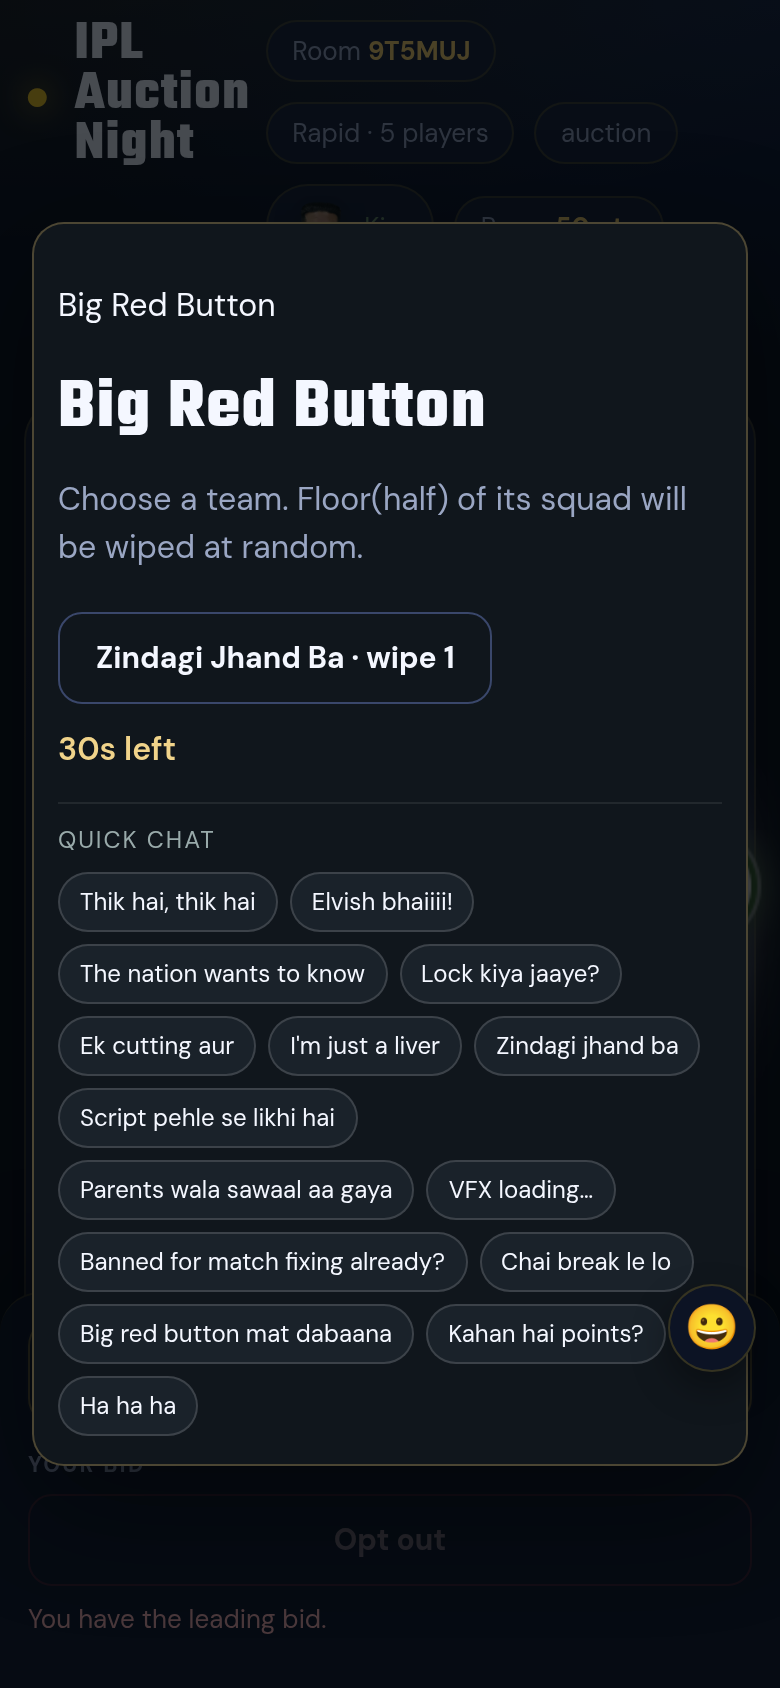 IPL
Auction
Night
Room 9T5MUJ
Rapid · 5 players
auction
Big Red Button
Big Red Button
Choose a team. Floor(half) of its squad will
be wiped at random.
Zindagi Jhand Ba · wipe 1
30s left
QUICK CHAT
Thik hai, thik hai
Elvish bhaiiii!
The nation wants to know
Lock kiya jaaye?
Ek cutting aur
I'm just a liver
Zindagi jhand ba
Script pehle se likhi hai
Parents wala sawaal aa gaya
VFX loading...
Banned for match fixing already?
Chai break le lo
Big red button mat dabaana
Kahan hai points?
Ha ha ha
YOUR BID
Opt out
You have the leading bid.